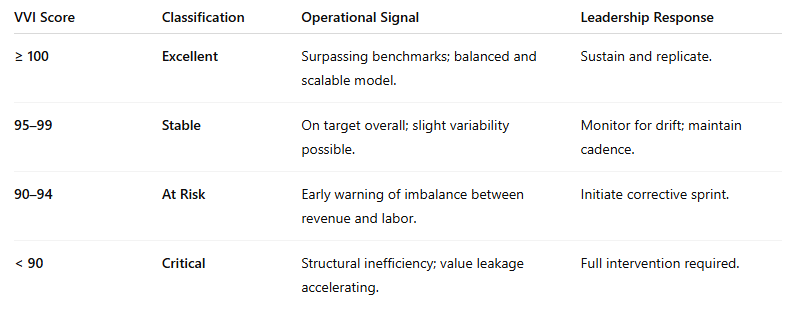 VVI Score Classification Operational Signal Leadership Response
≥ 100 Excellent Surpassing benchmarks; balanced and Sustain and replicate.
scalable model.
95–99 Stable On target overall; slight variability Monitor for drift; maintain
possible. cadence.
90–94 At Risk Early warning of imbalance between Initiate corrective sprint.
revenue and labor.
< 90 Critical Structural inefficiency; value leakage Full intervention required.
accelerating.